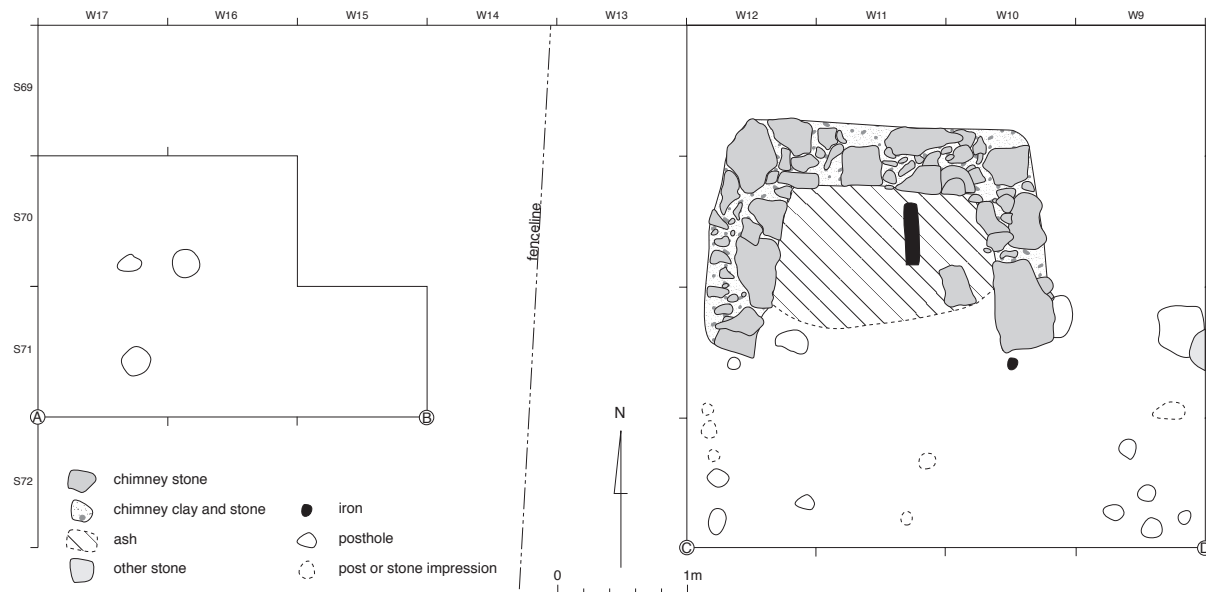 W17 W16 W15 W14 W13 W12 W11 W10 W9
S69
S70
fenceline
S71
A B
N
S72
chimney stone
chimney clay and stone
iron
ash
posthole
other stone
post or stone impression
C D
0 1m